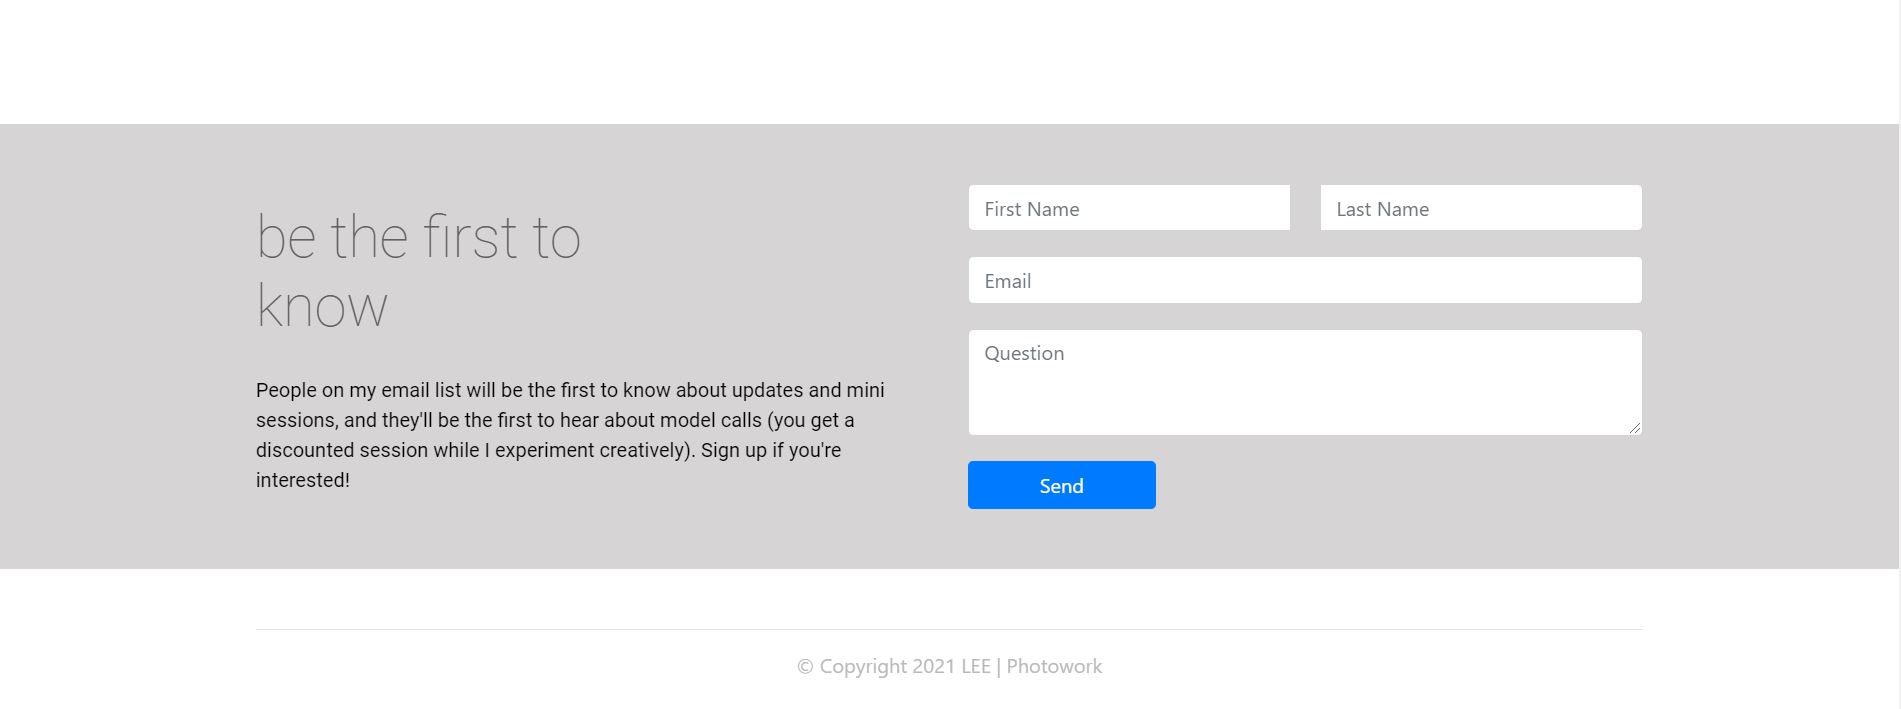 be the first to
know
People on my email list will be the first to know about updates and mini
sessions, and they'll be the first to hear about model calls (you get a
discounted session while I experiment creatively). Sign up if you're
interested!
First Name
Last Name
Email
Question
Send
© Copyright 2021 LEE | Photowork